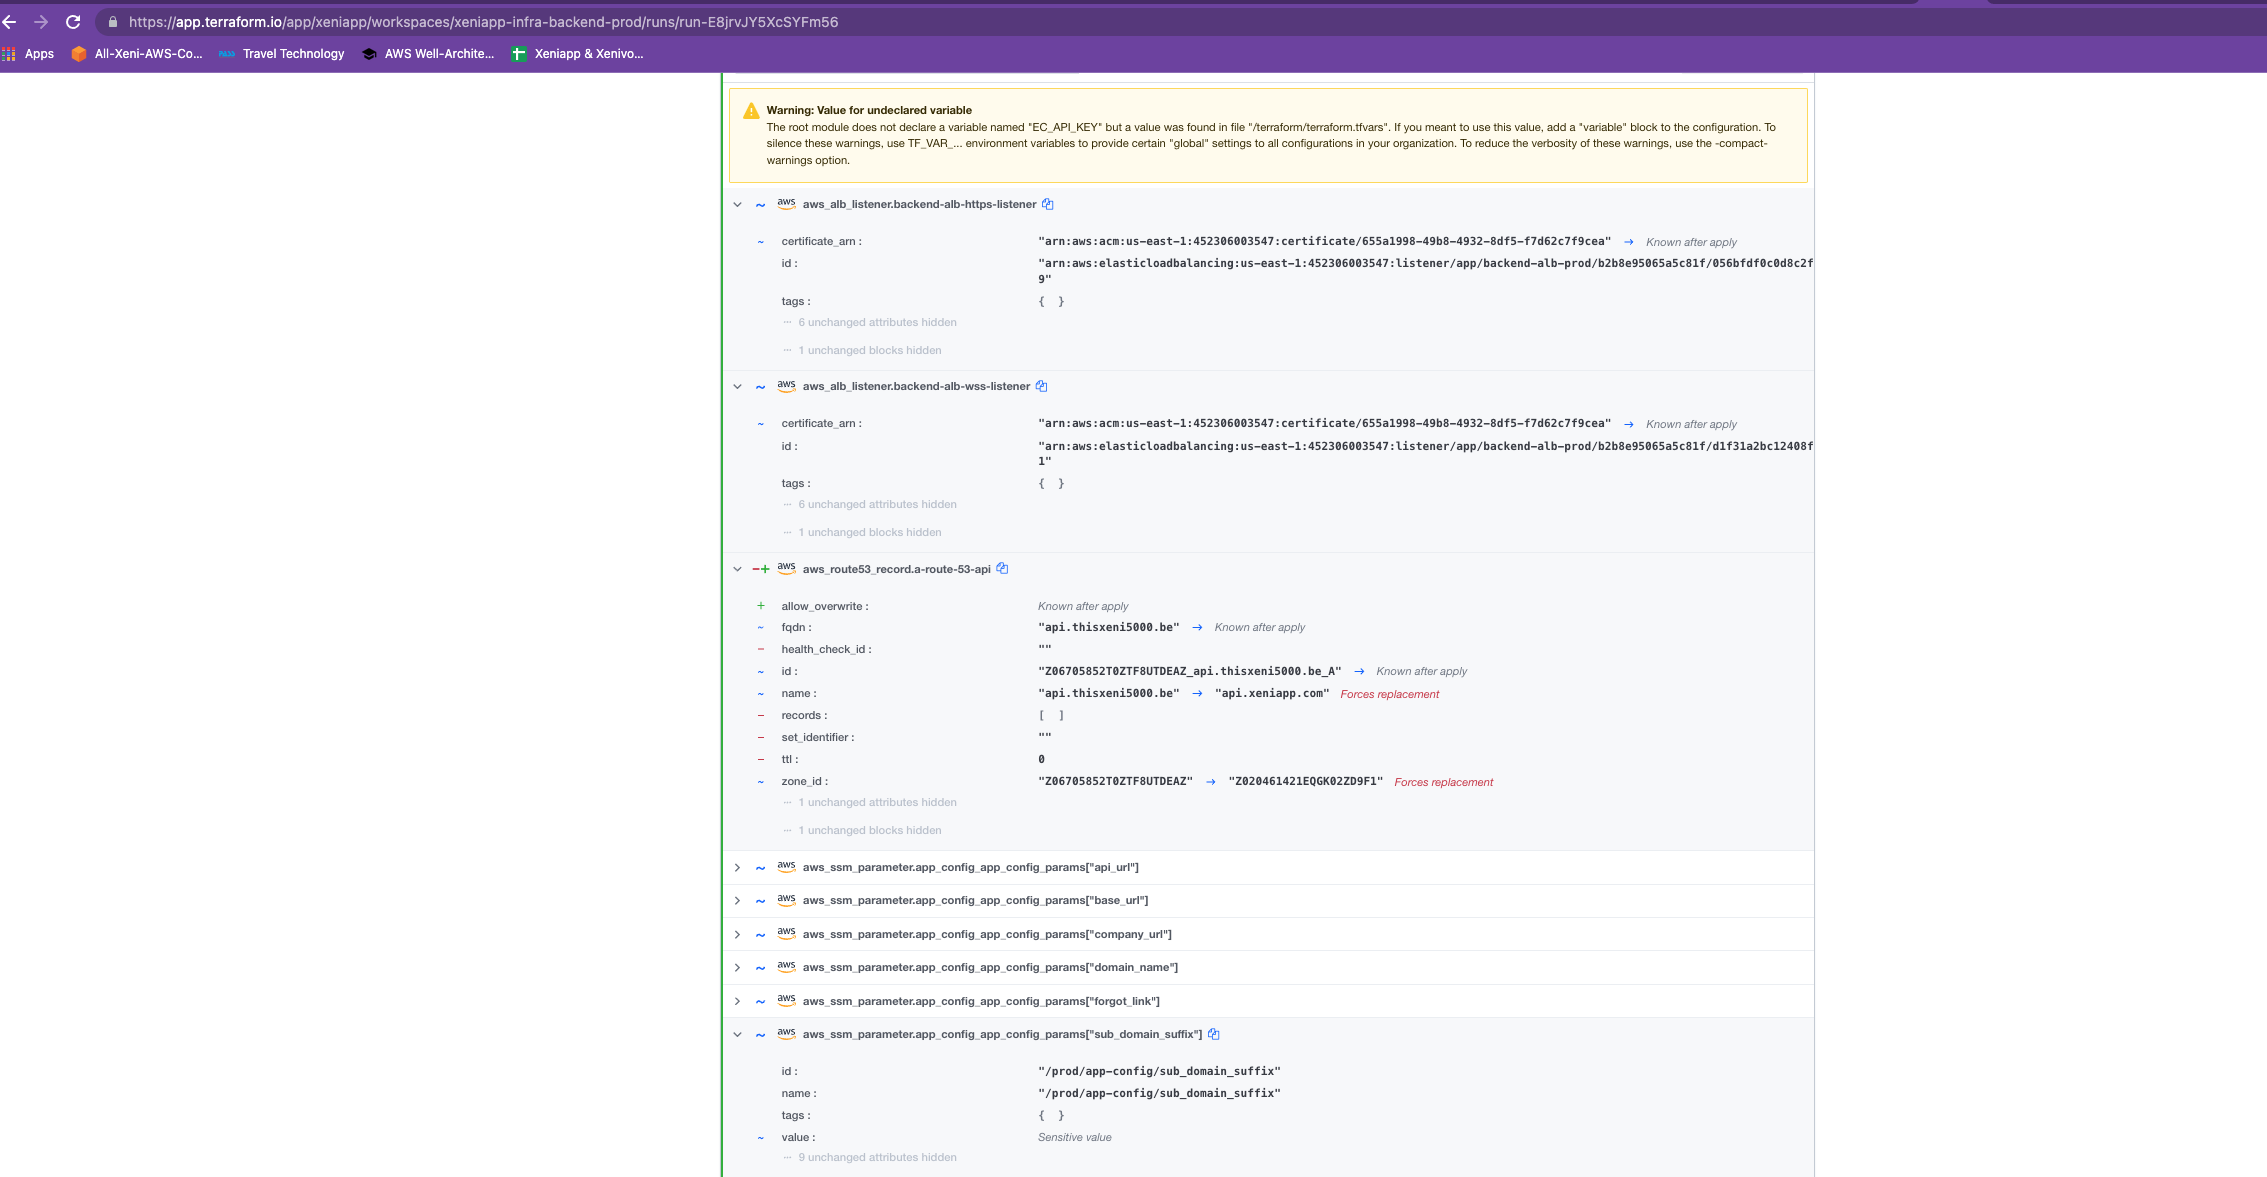 https://app.terraform.io/app/xeniapp/workspaces/xeniapp-infra-backend-prod/runs/run-E8jrvJY5XcSYFm56
Apps All-Xeni-AWS-Co... PASS Travel Technology AWS Well-Archite... Xeniapp & Xenivo...
Warning: Value for undeclared variable
The root module does not declare a variable named "EC_API_KEY" but a value was found in file "/terraform/terraform.tfvars". If you meant to use this value, add a "variable" block to the configuration. To
silence these warnings, use TF_VAR_... environment variables to provide certain "global" settings to all configurations in your organization. To reduce the verbosity of these warnings, use the -compact-
warnings option.
~ aws aws_alb_listener.backend-alb-https-listener
~ certificate_arn : "arn:aws:acm:us-east-1:452306003547:certificate/655a1998-49b8-4932-8df5-f7d62c7f9cea" → Known after apply
id : "arn:aws:elasticloadbalancing:us-east-1:452306003547:listener/app/backend-alb-prod/b2b8e95065a5c81f/056bfdf0c0d8c2f
9"
tags : { }
··· 6 unchanged attributes hidden
··· 1 unchanged blocks hidden
~ aws aws_alb_listener.backend-alb-wss-listener
~ certificate_arn : "arn:aws:acm:us-east-1:452306003547:certificate/655a1998-49b8-4932-8df5-f7d62c7f9cea" → Known after apply
id : "arn:aws:elasticloadbalancing:us-east-1:452306003547:listener/app/backend-alb-prod/b2b8e95065a5c81f/d1f31a2bc12408f
1"
tags : { }
··· 6 unchanged attributes hidden
··· 1 unchanged blocks hidden
−+ aws aws_route53_record.a-route-53-api
+ allow_overwrite : Known after apply
~ fqdn : "api.thisxeni5000.be" → Known after apply
− health_check_id : ""
~ id : "Z06705852T0ZTF8UTDEAZ_api.thisxeni5000.be_A" → Known after apply
~ name : "api.thisxeni5000.be" → "api.xeniapp.com" Forces replacement
− records : [ ]
− set_identifier : ""
− ttl : 0
~ zone_id : "Z06705852T0ZTF8UTDEAZ" → "Z020461421EQGK02ZD9F1" Forces replacement
··· 1 unchanged attributes hidden
··· 1 unchanged blocks hidden
~ aws aws_ssm_parameter.app_config_app_config_params["api_url"]
~ aws aws_ssm_parameter.app_config_app_config_params["base_url"]
~ aws aws_ssm_parameter.app_config_app_config_params["company_url"]
~ aws aws_ssm_parameter.app_config_app_config_params["domain_name"]
~ aws aws_ssm_parameter.app_config_app_config_params["forgot_link"]
~ aws aws_ssm_parameter.app_config_app_config_params["sub_domain_suffix"]
id : "/prod/app-config/sub_domain_suffix"
name : "/prod/app-config/sub_domain_suffix"
tags : { }
~ value : Sensitive value
··· 9 unchanged attributes hidden